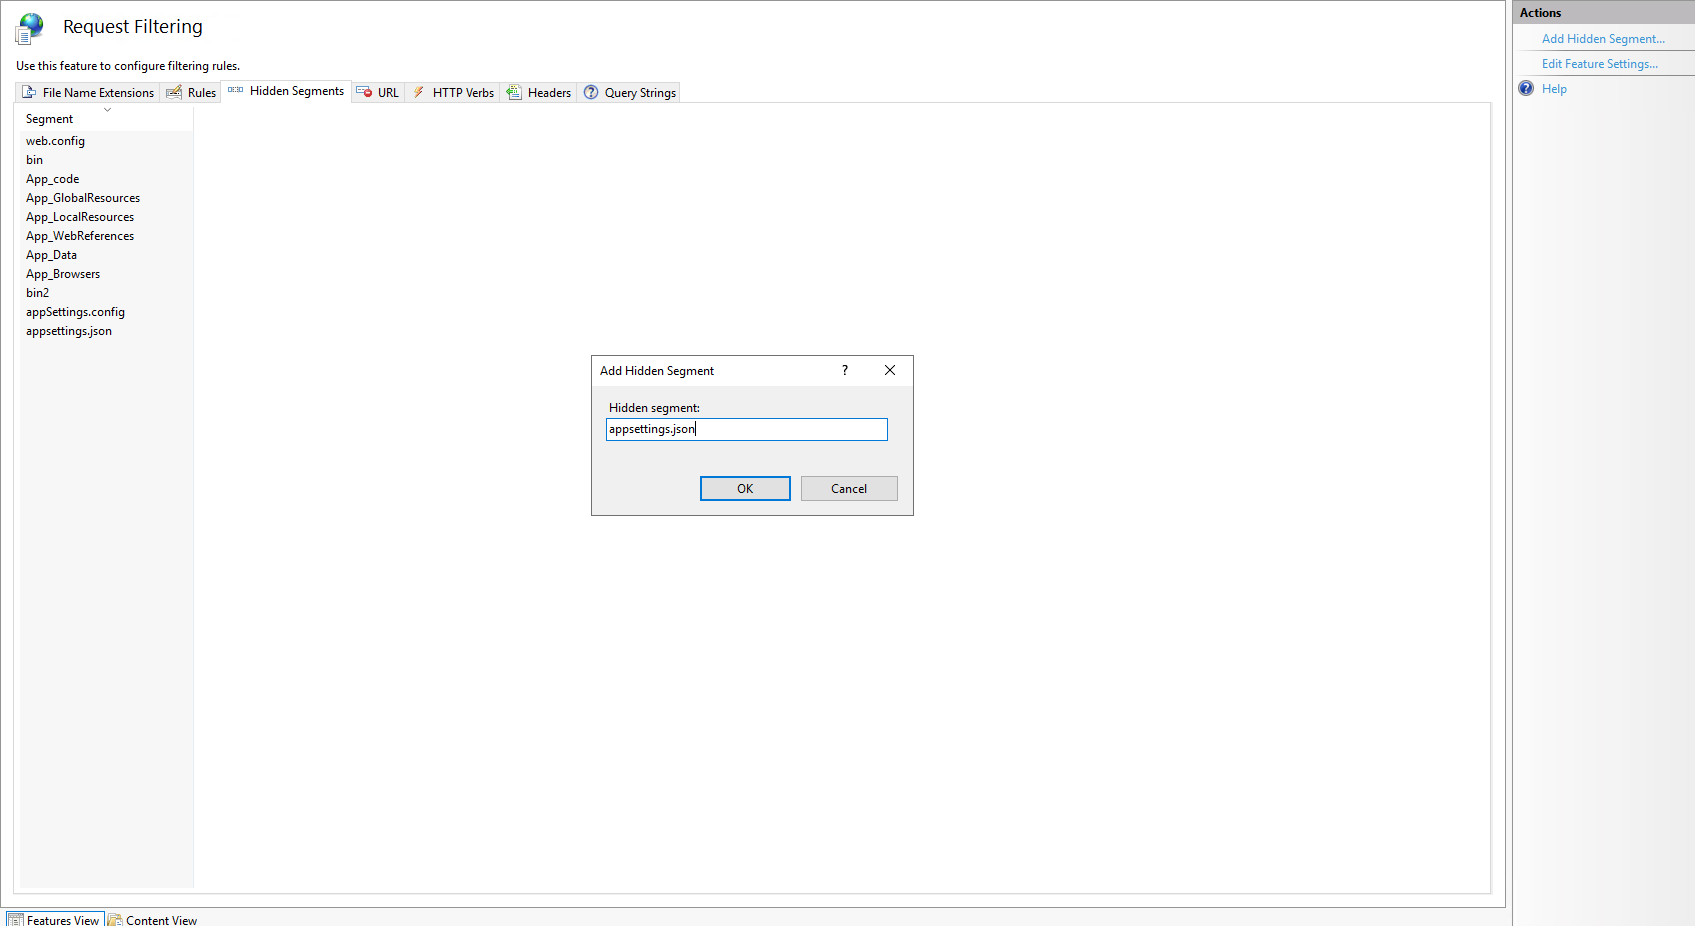 Request Filtering
Use this feature to configure filtering rules.
File Name Extensions Rules Hidden Segments URL HTTP Verbs Headers Query Strings
Segment
web.config
bin
App_code
App_GlobalResources
App_LocalResources
App_WebReferences
App_Data
App_Browsers
bin2
appSettings.config
appsettings.json
Add Hidden Segment ?
Hidden segment:
appsettings.json
OK Cancel
Features View Content View
Actions
Add Hidden Segment...
Edit Feature Settings...
? Help